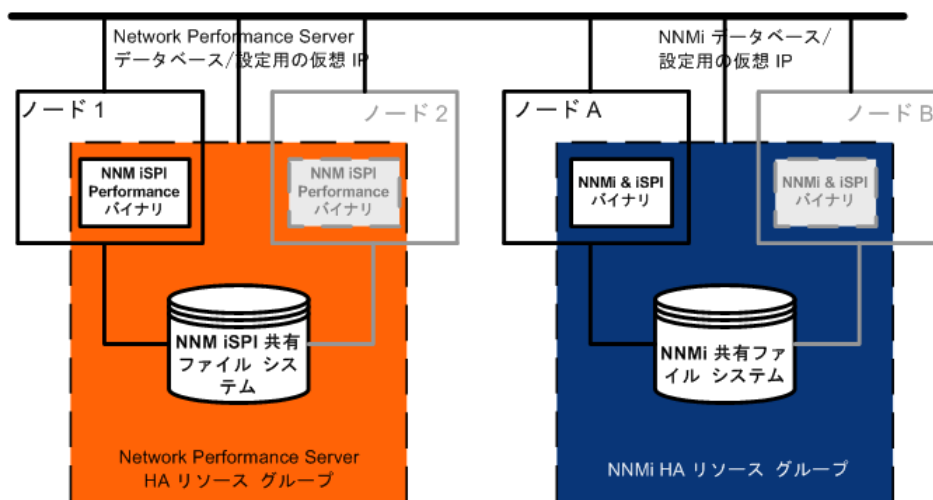 Network Performance Server
データベース/設定用の仮想 IP
NNMi データベース/
設定用の仮想 IP
ノード 1
ノード 2
ノード A
ノード B
NNM iSPI
Performance
バイナリ
NNM iSPI
Performance
バイナリ
NNMi & iSPI
バイナリ
NNMi & iSPI
バイナリ
NNM iSPI 共有
ファイル シス
テム
NNMi 共有ファ
イル システム
Network Performance Server
HA リソース グループ
NNMi HA リソース グループ